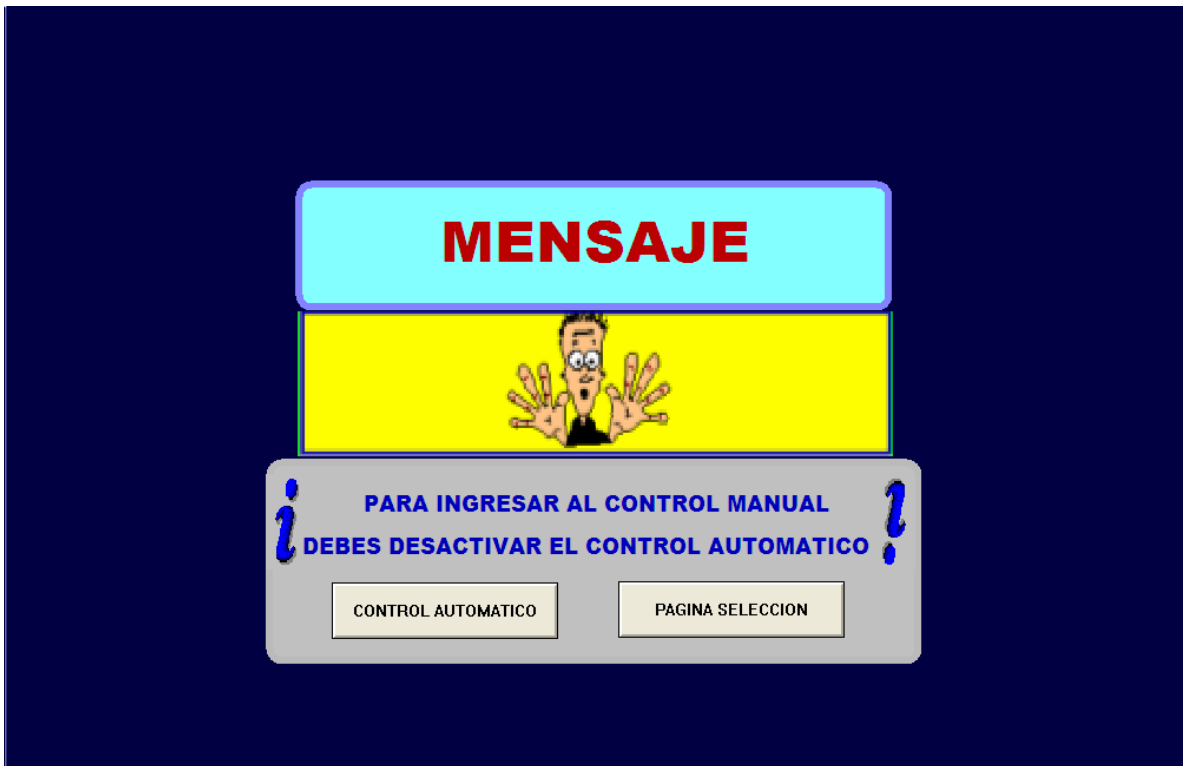 MENSAJE
PARA INGRESAR AL CONTROL MANUAL
DEBES DESACTIVAR EL CONTROL AUTOMATICO
CONTROL AUTOMATICO
PAGINA SELECCION